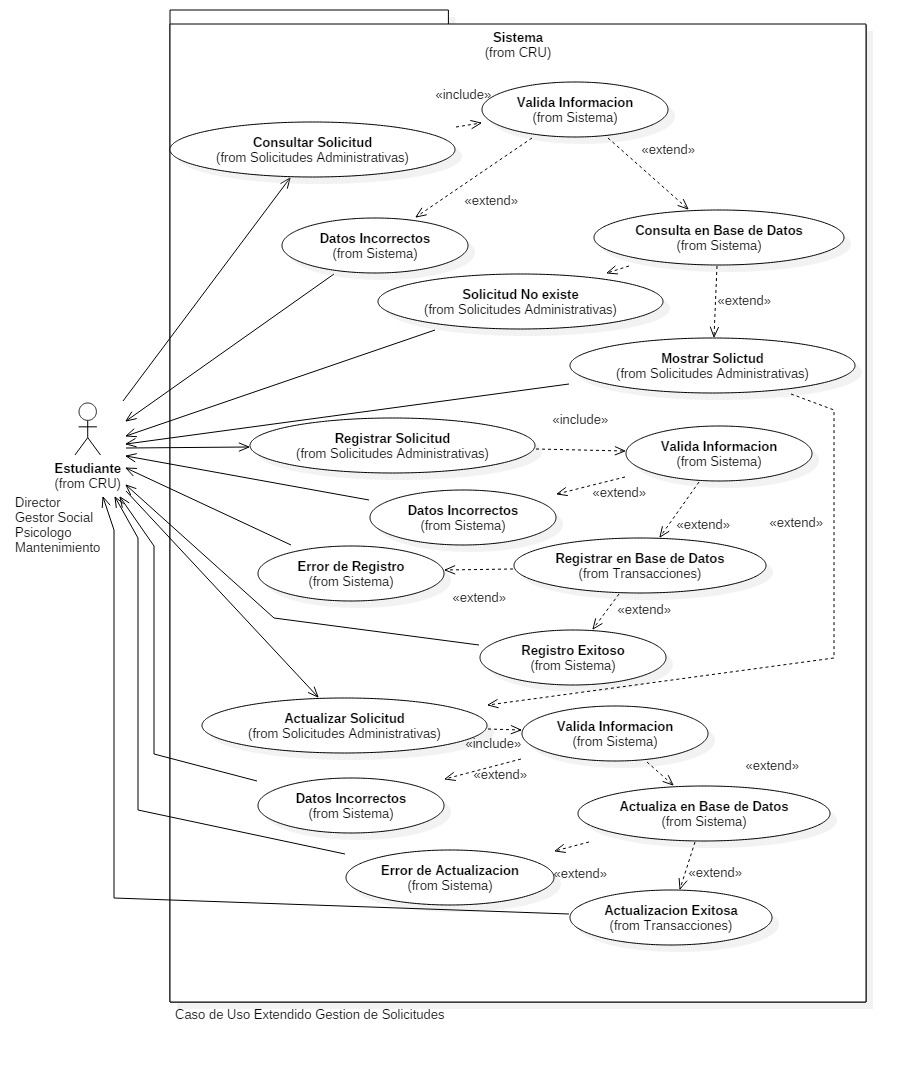 Sistema
(from CRU)
«include»
Valida Informacion
(from Sistema)
Consultar Solicitud
(from Solicitudes Administrativas)
«extend»
«extend»
Datos Incorrectos
(from Sistema)
Consulta en Base de Datos
(from Sistema)
Solicitud No existe
(from Solicitudes Administrativas)
«extend»
Mostrar Solictud
(from Solicitudes Administrativas)
Estudiante
(from CRU)
Director
Gestor Social
Psicologo
Mantenimiento
Registrar Solicitud
(from Solicitudes Administrativas)
«include»
Valida Informacion
(from Sistema)
Datos Incorrectos
(from Sistema)
«extend»
«extend»
«extend»
Error de Registro
(from Sistema)
Registrar en Base de Datos
(from Transacciones)
«extend»
«extend»
Registro Exitoso
(from Sistema)
Actualizar Solicitud
(from Solicitudes Administrativas)
«include»
Valida Informacion
(from Sistema)
«extend»
«extend»
Datos Incorrectos
(from Sistema)
Actualiza en Base de Datos
(from Sistema)
Error de Actualizacion
(from Sistema)
«extend»
«extend»
Actualizacion Exitosa
(from Transacciones)
Caso de Uso Extendido Gestion de Solicitudes